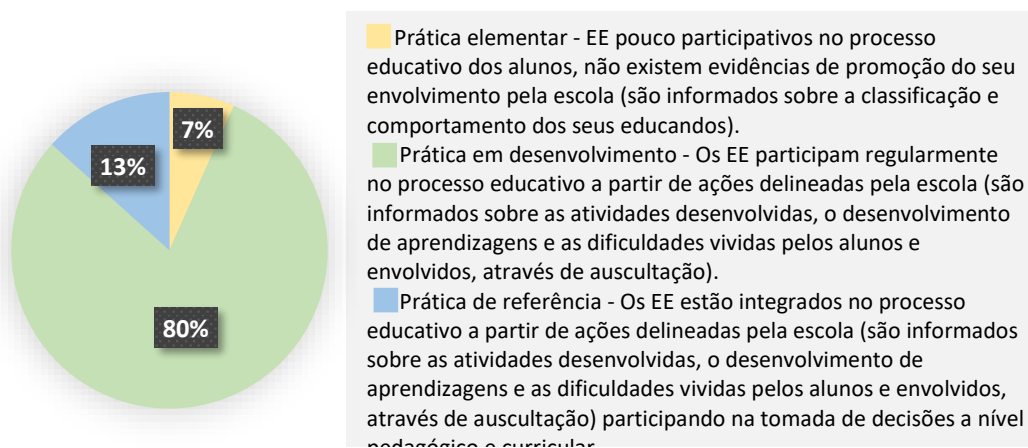 7%
13%
80%
Prática elementar - EE pouco participativos no processo
educativo dos alunos, não existem evidências de promoção do seu
envolvimento pela escola (são informados sobre a classificação e
comportamento dos seus educandos).
Prática em desenvolvimento - Os EE participam regularmente
no processo educativo a partir de ações delineadas pela escola (são
informados sobre as atividades desenvolvidas, o desenvolvimento
de aprendizagens e as dificuldades vividas pelos alunos e
envolvidos, através de auscultação).
Prática de referência - Os EE estão integrados no processo
educativo a partir de ações delineadas pela escola (são informados
sobre as atividades desenvolvidas, o desenvolvimento de
aprendizagens e as dificuldades vividas pelos alunos e envolvidos,
através de auscultação) participando na tomada de decisões a nível
pedagógico e curricular